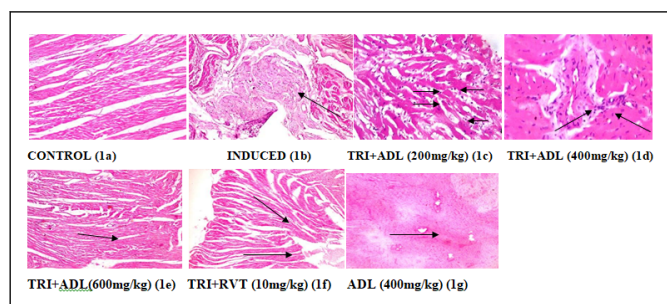 CONTROL (1a)
INDUCED (1b)
TRI+ADL (200mg/kg) (1c)
TRI+ADL (400mg/kg) (1d)
TRI+ADL(600mg/kg) (1e)
TRI+RVT (10mg/kg) (1f)
ADL (400mg/kg) (1g)